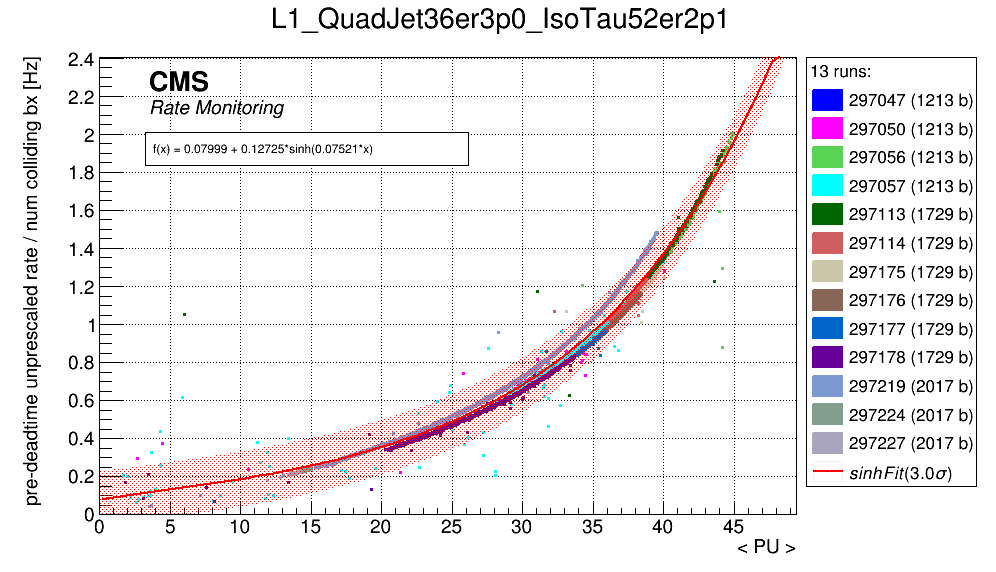 L1_QuadJet36er3p0_IsoTau52er2p1
pre-deadtime unprescaled rate / num colliding bx [Hz]
2.4
2.2
2
1.8
1.6
1.4
1.2
1
0.8
0.6
0.4
0.2
0
CMS
Rate Monitoring
f(x) = 0.07999 + 0.12725*sinh(0.07521*x)
0 5 10 15 20 25 30 35 40 45
< PU >
13 runs:
297047 (1213 b)
297050 (1213 b)
297056 (1213 b)
297057 (1213 b)
297113 (1729 b)
297114 (1729 b)
297175 (1729 b)
297176 (1729 b)
297177 (1729 b)
297178 (1729 b)
297219 (2017 b)
297224 (2017 b)
297227 (2017 b)
sinhFit(3.0σ)